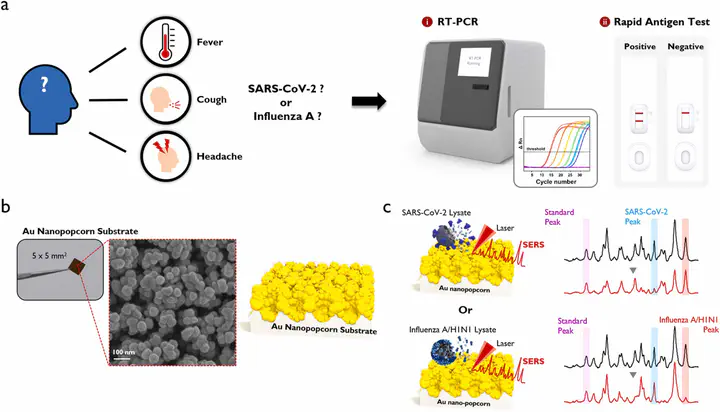 a
?
Fever
Cough
Headache
SARS-CoV-2 ?
or
Influenza A ?
i RT-PCR
RT-PCR
Running
Δ Rn
threshold
5 10 15 20 25 30
Cycle number
ii Rapid Antigen Test
Positive Negative
b
Au Nanopopcorn Substrate
5 x 5 mm²
100 nm
Au Nanopopcorn Substrate
c
SARS-CoV-2 Lysate
Laser
SERS
Au nanopopcorn
Standard
Peak
SARS-CoV-2
Peak
Or
Influenza A/H1N1 Lysate
Laser
SERS
Au nano-popcorn
Standard
Peak
Influenza A/H1N1
Peak